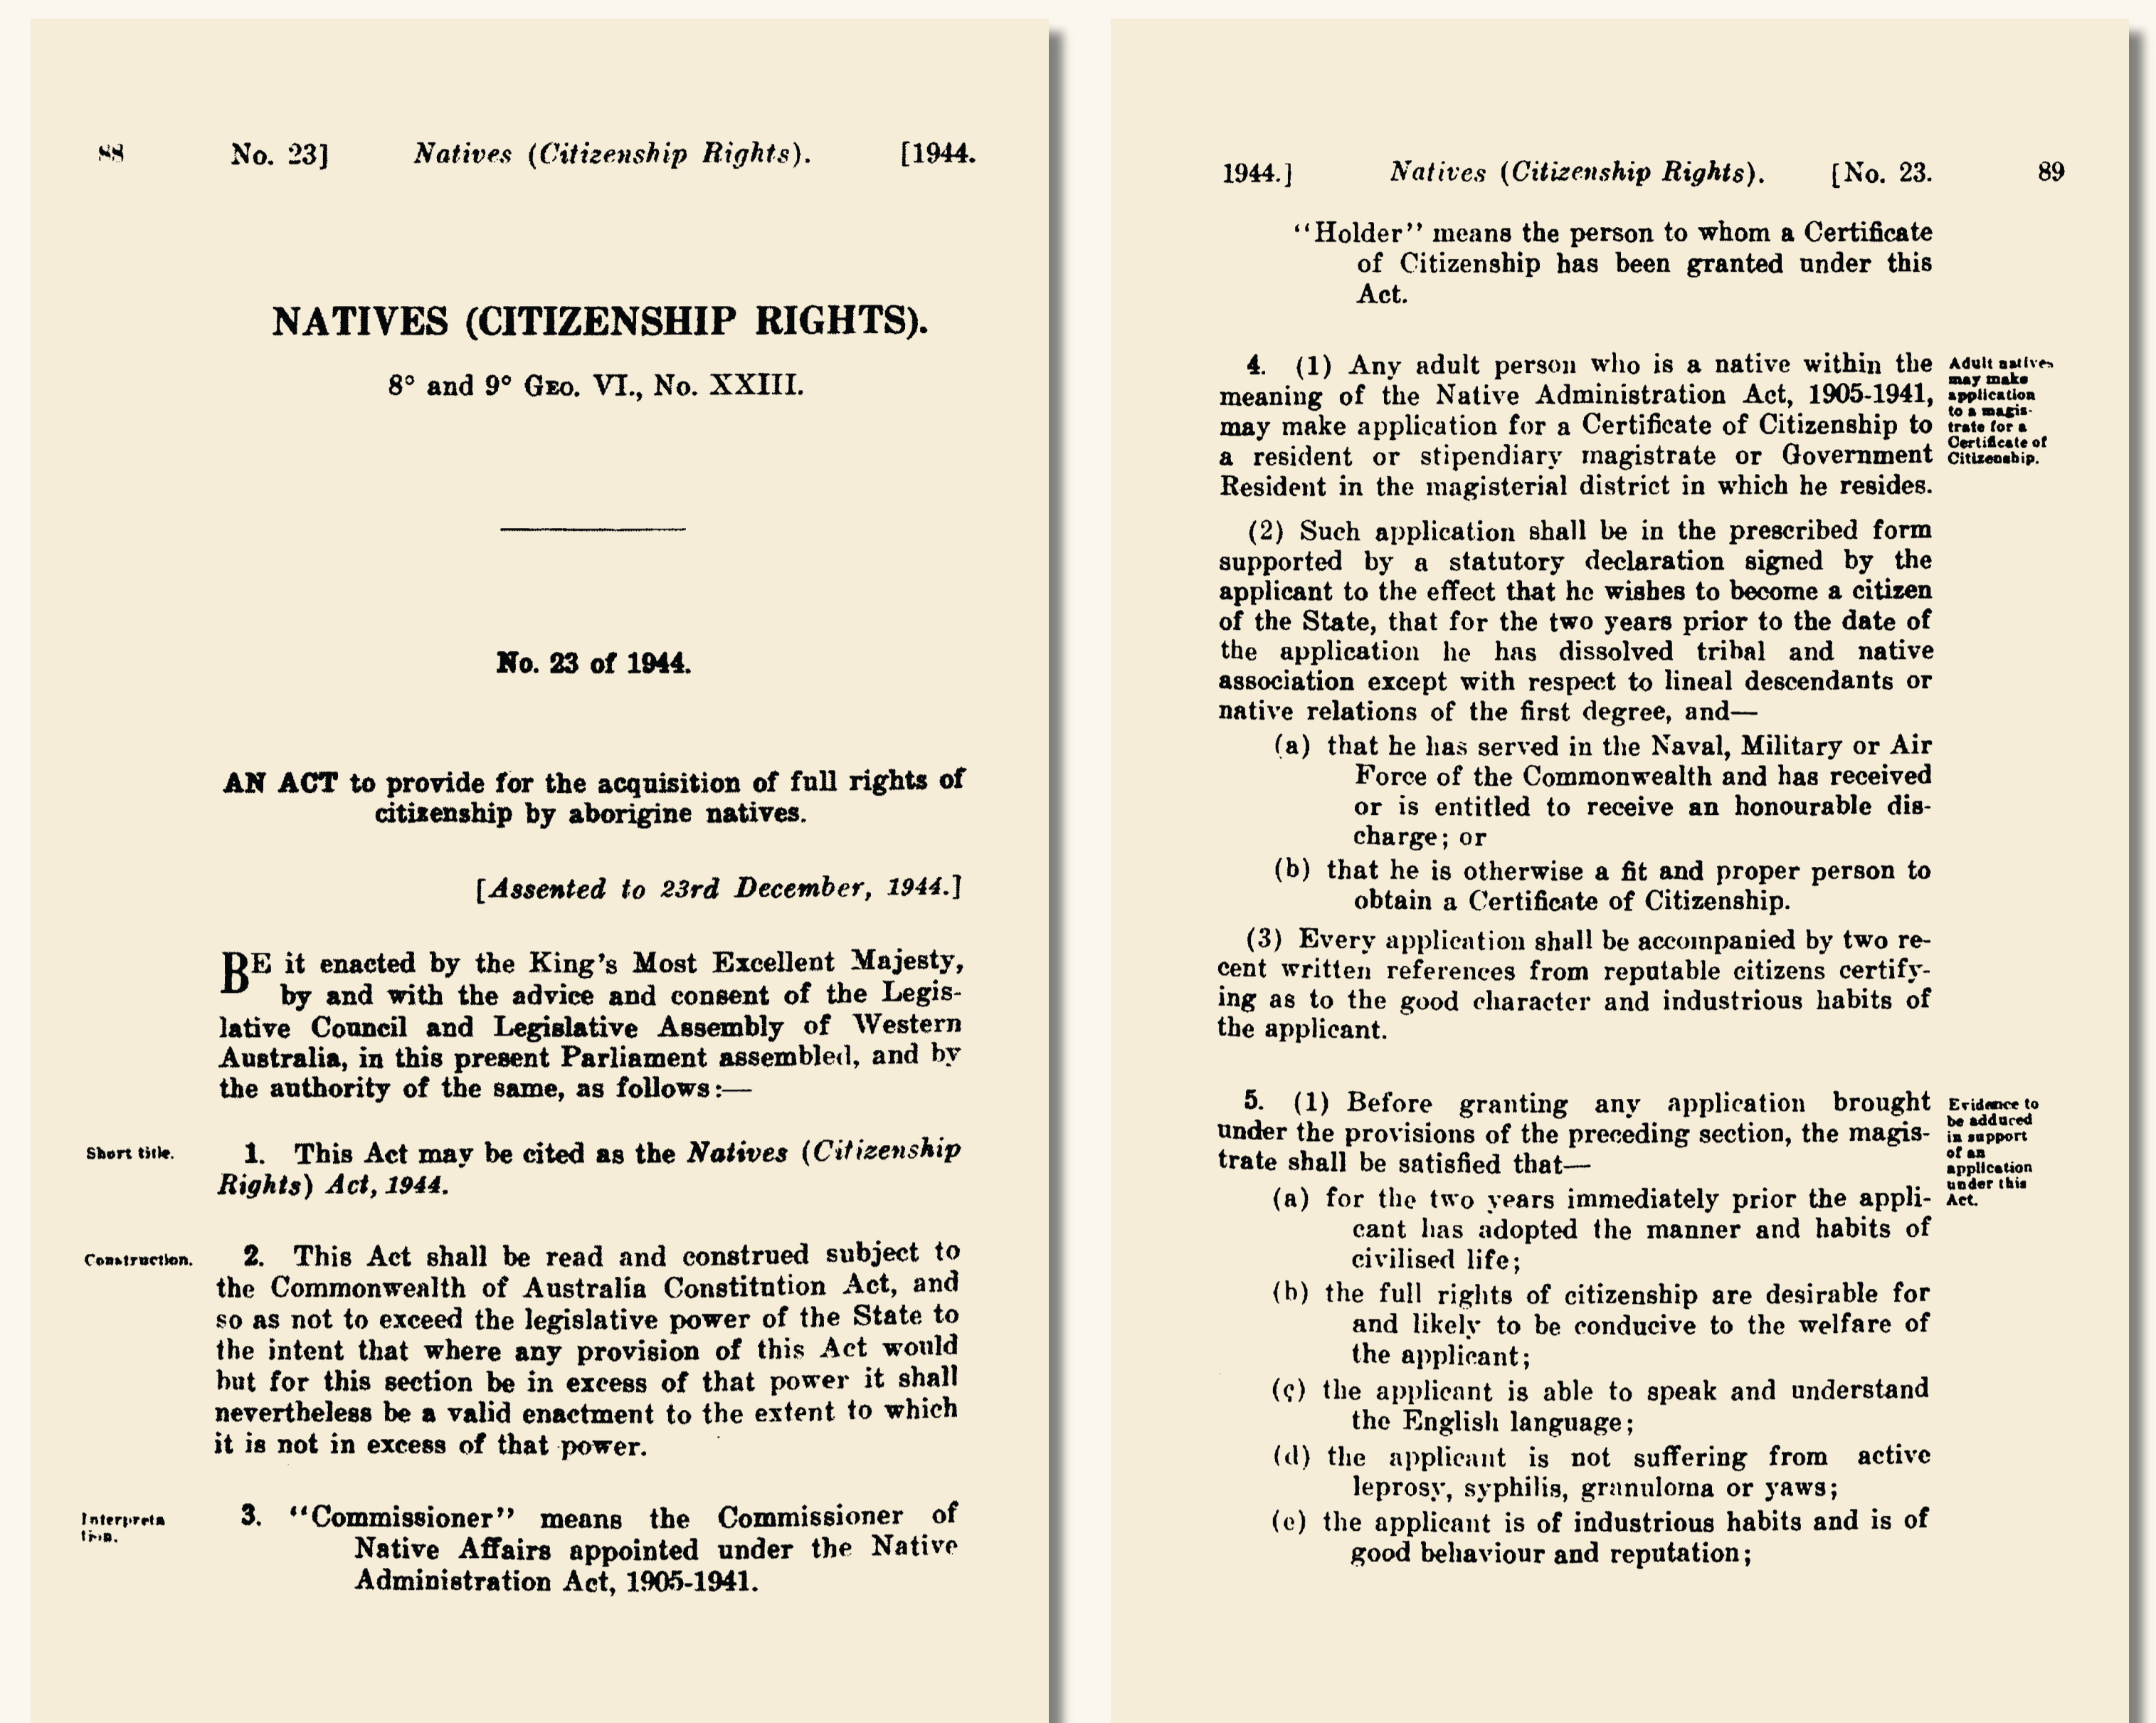 88 No. 23] Natives (Citizenship Rights). [1944.
NATIVES (CITIZENSHIP RIGHTS).
8° and 9° GEO. VI., No. XXIII.
No. 23 of 1944.
AN ACT to provide for the acquisition of full rights of
citizenship by aborigine natives.
[Assented to 23rd December, 1944.]
BE it enacted by the King's Most Excellent Majesty,
by and with the advice and consent of the Legis-
lative Council and Legislative Assembly of Western
Australia, in this present Parliament assembled, and by
the authority of the same, as follows:—
Short title.
1. This Act may be cited as the Natives (Citizenship
Rights) Act, 1944.
Construction.
2. This Act shall be read and construed subject to
the Commonwealth of Australia Constitution Act, and
so as not to exceed the legislative power of the State to
the intent that where any provision of this Act would
but for this section be in excess of that power it shall
nevertheless be a valid enactment to the extent to which
it is not in excess of that power.
Interpreta
tion.
3. "Commissioner" means the Commissioner of
Native Affairs appointed under the Native
Administration Act, 1905-1941.
1944.] Natives (Citizenship Rights). [No. 23. 89
"Holder" means the person to whom a Certificate
of Citizenship has been granted under this
Act.
4. (1) Any adult person who is a native within the
meaning of the Native Administration Act, 1905-1941,
may make application for a Certificate of Citizenship to
a resident or stipendiary magistrate or Government
Resident in the magisterial district in which he resides.
Adult natives
may make
application
to a magis-
trate for a
Certificate of
Citizenship.
(2) Such application shall be in the prescribed form
supported by a statutory declaration signed by the
applicant to the effect that he wishes to become a citizen
of the State, that for the two years prior to the date of
the application he has dissolved tribal and native
association except with respect to lineal descendants or
native relations of the first degree, and—
(a) that he has served in the Naval, Military or Air
Force of the Commonwealth and has received
or is entitled to receive an honourable dis-
charge; or
(b) that he is otherwise a fit and proper person to
obtain a Certificate of Citizenship.
(3) Every application shall be accompanied by two re-
cent written references from reputable citizens certify-
ing as to the good character and industrious habits of
the applicant.
5. (1) Before granting any application brought
under the provisions of the preceding section, the magis-
trate shall be satisfied that—
Evidence to
be adduced
in support
of an
application
under this
Act.
(a) for the two years immediately prior the appli-
cant has adopted the manner and habits of
civilised life;
(b) the full rights of citizenship are desirable for
and likely to be conducive to the welfare of
the applicant;
(c) the applicant is able to speak and understand
the English language;
(d) the applicant is not suffering from active
leprosy, syphilis, granuloma or yaws;
(e) the applicant is of industrious habits and is of
good behaviour and reputation;